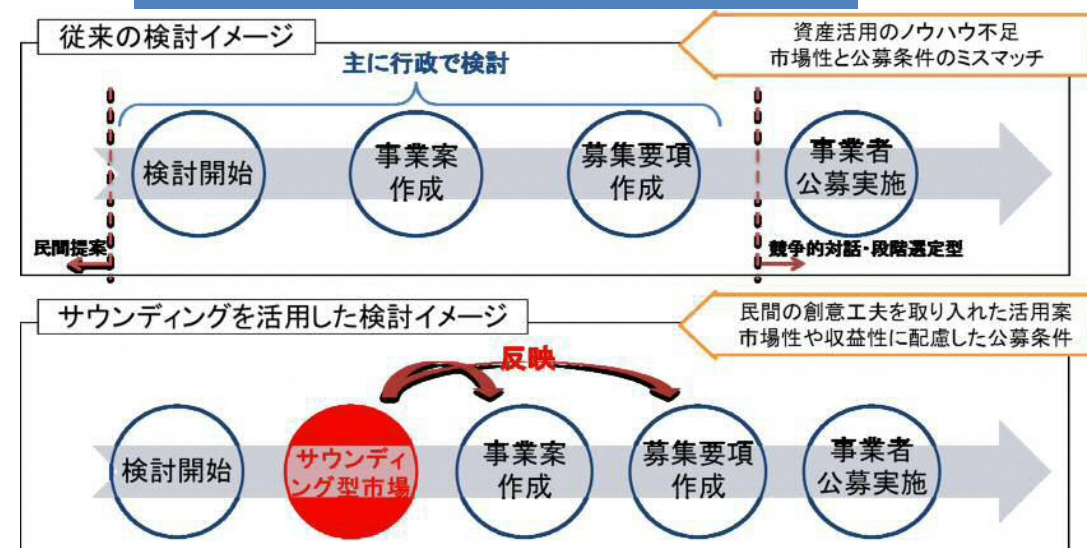 従来の検討イメージ
資産活用のノウハウ不足
市場性と公募条件のミスマッチ
主に行政で検討
検討開始
事業案
作成
募集要項
作成
事業者
公募実施
民間提案
競争的対話・段階選定型
サウンディングを活用した検討イメージ
民間の創意工夫を取り入れた活用案
市場性や収益性に配慮した公募条件
反映
検討開始
サウンディ
ング型市場
事業案
作成
募集要項
作成
事業者
公募実施